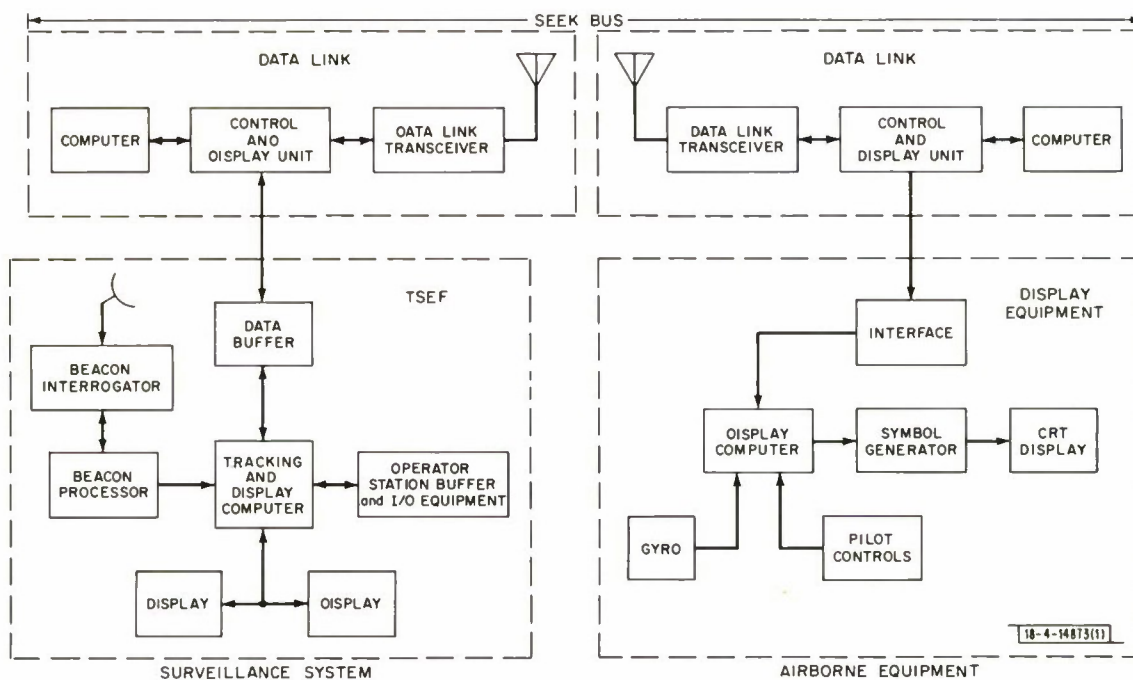 SEEK BUS
DATA LINK
COMPUTER
CONTROL
ANO
OISPLAY UNIT
OATA LINK
TRANSCEIVER
DATA LINK
DATA LINK
TRANSCEIVER
CONTROL
AND
DISPLAY UNIT
COMPUTER
TSEF
DATA
BUFFER
BEACON
INTERROGATOR
BEACON
PROCESSOR
TRACKING
AND
DISPLAY
COMPUTER
OPERATOR
STATION BUFFER
and I/O EQUIPMENT
DISPLAY
OISPLAY
SURVEILLANCE SYSTEM
DISPLAY
EQUIPMENT
INTERFACE
OISPLAY
COMPUTER
SYMBOL
GENERATOR
CRT
DISPLAY
GYRO
PILOT
CONTROLS
18-4-14873(1)
AIRBORNE EQUIPMENT